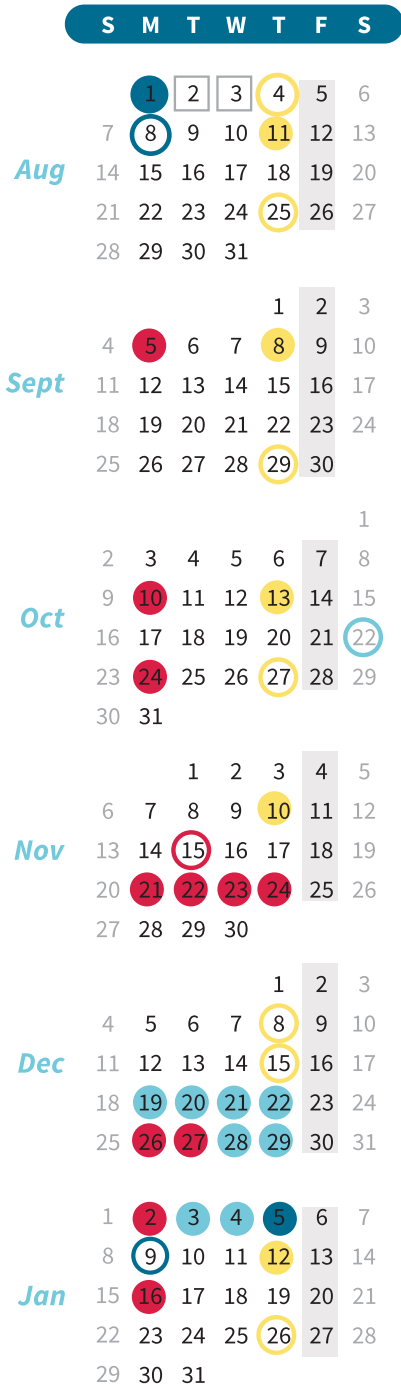 S M T W T F S
1 2 3 4 5 6
7 8 9 10 11 12 13
Aug 14 15 16 17 18 19 20
21 22 23 24 25 26 27
28 29 30 31
1 2 3
4 5 6 7 8 9 10
Sept 11 12 13 14 15 16 17
18 19 20 21 22 23 24
25 26 27 28 29 30
1
2 3 4 5 6 7 8
9 10 11 12 13 14 15
Oct 16 17 18 19 20 21 22
23 24 25 26 27 28 29
30 31
1 2 3 4 5
6 7 8 9 10 11 12
Nov 13 14 15 16 17 18 19
20 21 22 23 24 25 26
27 28 29 30
1 2 3
4 5 6 7 8 9 10
Dec 11 12 13 14 15 16 17
18 19 20 21 22 23 24
25 26 27 28 29 30 31
1 2 3 4 5 6 7
8 9 10 11 12 13 14
Jan 15 16 17 18 19 20 21
22 23 24 25 26 27 28
29 30 31